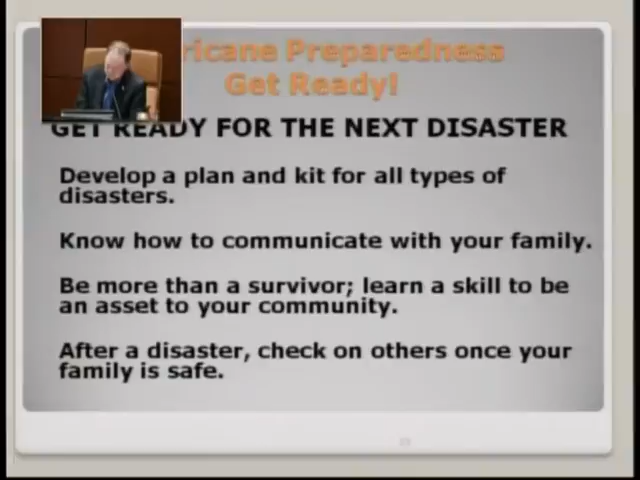 ricane Preparedness
Get Ready!
GET READY FOR THE NEXT DISASTER
Develop a plan and kit for all types of
disasters.
Know how to communicate with your family.
Be more than a survivor; learn a skill to be
an asset to your community.
After a disaster, check on others once your
family is safe.